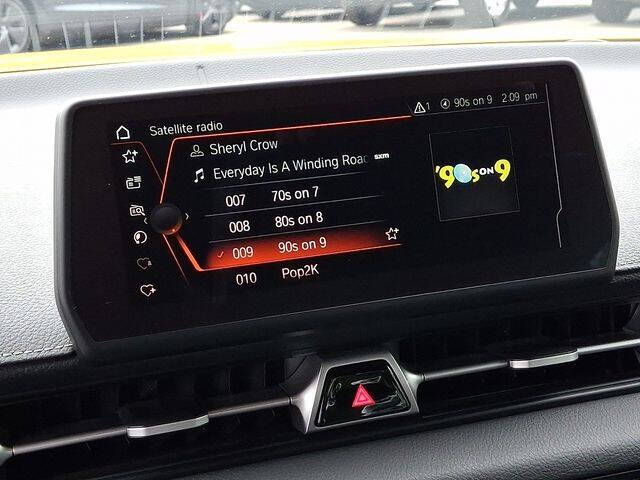 Satellite radio
1 90s on 9 2:09 pm
Sheryl Crow
Everyday Is A Winding Roa
sxm
007 70s on 7
008 80s on 8
009 90s on 9
010 Pop2K
'90s ON 9